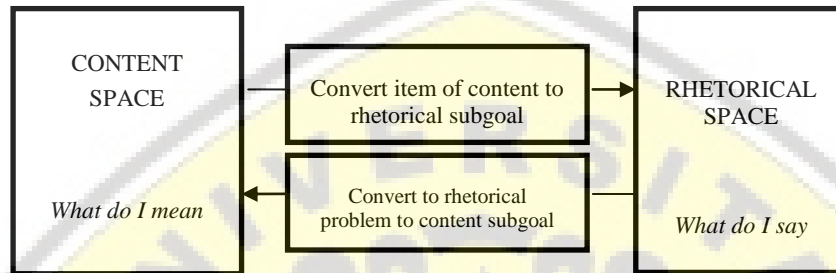 CONTENT
SPACE
What do I mean
Convert item of content to
rhetorical subgoal
Convert to rhetorical
problem to content subgoal
RHETORICAL
SPACE
What do I say
UNIVERSIT